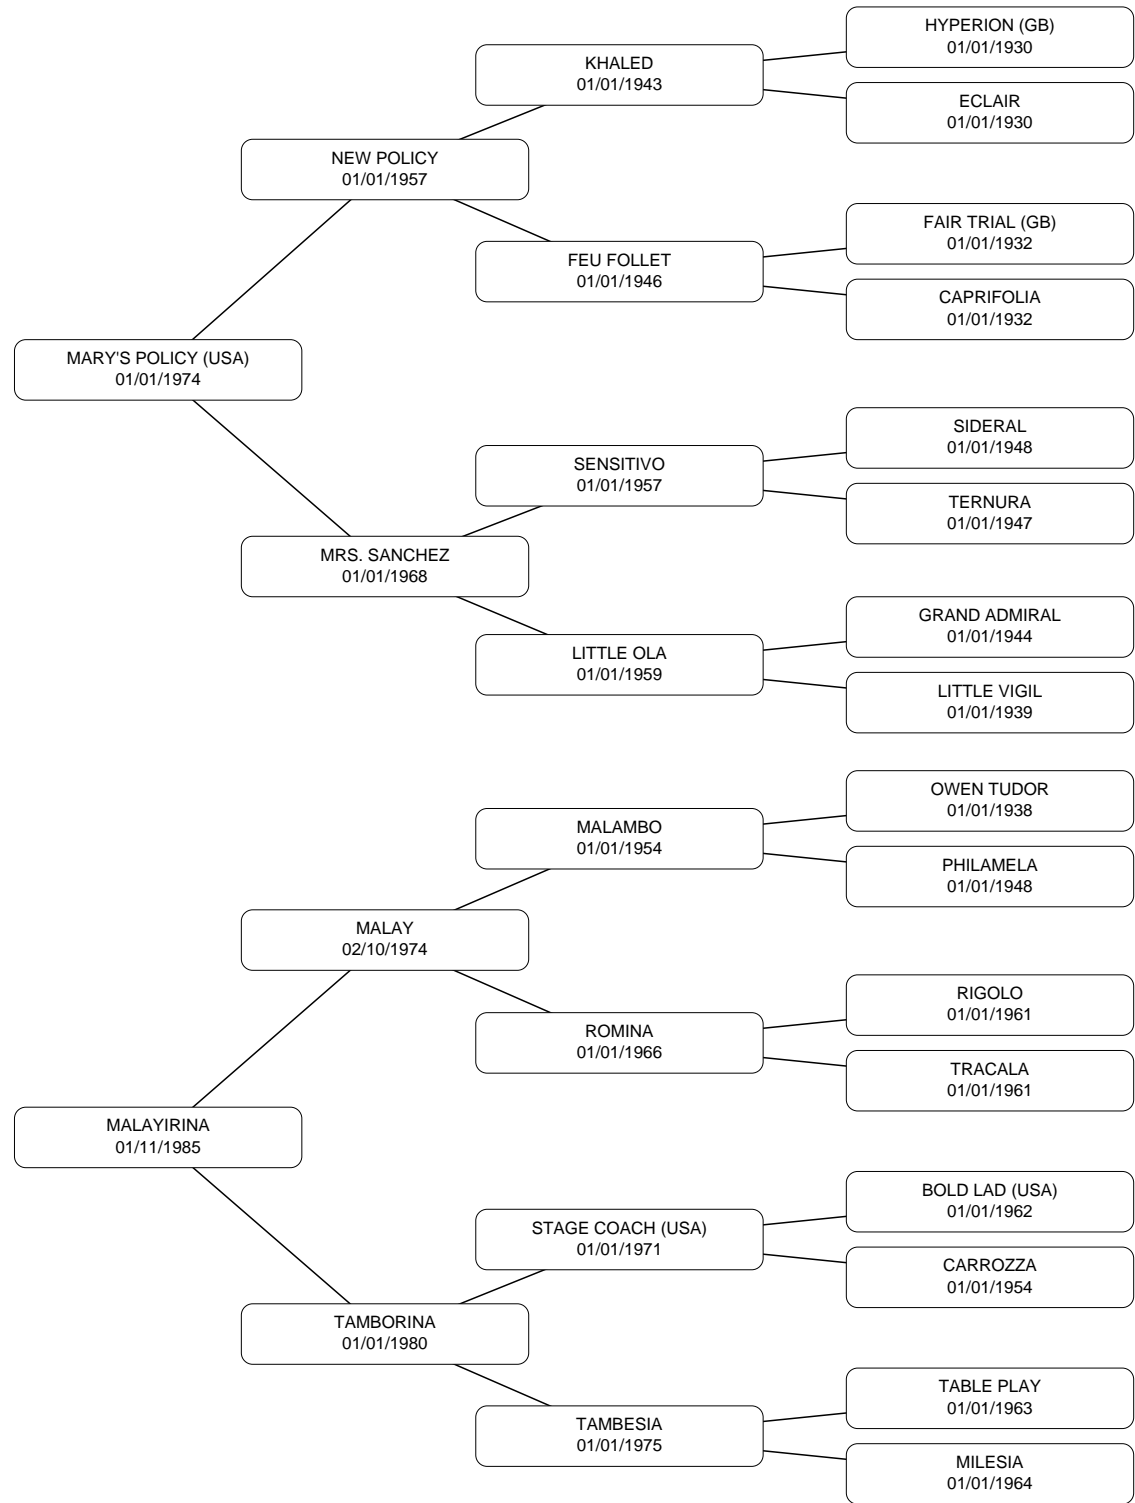 HYPERION (GB)
01/01/1930
KHALED
01/01/1943
ECLAIR
01/01/1930
NEW POLICY
01/01/1957
FAIR TRIAL (GB)
01/01/1932
FEU FOLLET
01/01/1946
CAPRIFOLIA
01/01/1932
MARY'S POLICY (USA)
01/01/1974
SIDERAL
01/01/1948
SENSITIVO
01/01/1957
TERNURA
01/01/1947
MRS. SANCHEZ
01/01/1968
GRAND ADMIRAL
01/01/1944
LITTLE OLA
01/01/1959
LITTLE VIGIL
01/01/1939
OWEN TUDOR
01/01/1938
MALAMBO
01/01/1954
PHILAMELA
01/01/1948
MALAY
02/10/1974
RIGOLO
01/01/1961
ROMINA
01/01/1966
TRACALA
01/01/1961
MALAYIRINA
01/11/1985
BOLD LAD (USA)
01/01/1962
STAGE COACH (USA)
01/01/1971
CARROZZA
01/01/1954
TAMBORINA
01/01/1980
TABLE PLAY
01/01/1963
TAMBESIA
01/01/1975
MILESIA
01/01/1964